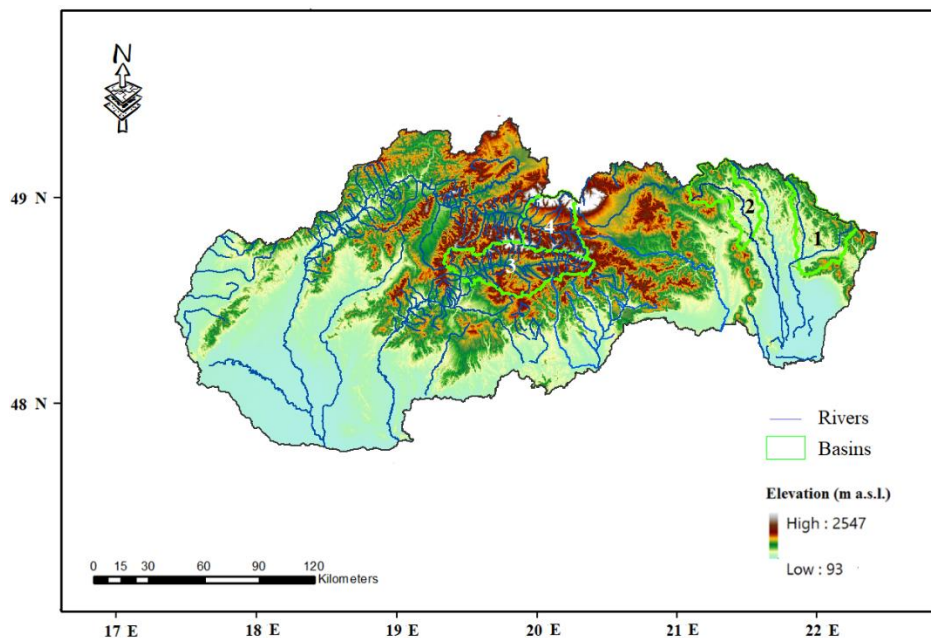 N
49 N
48 N
2
1
4
3
Rivers
Basins
Elevation (m a.s.l.)
High : 2547
Low : 93
0 15 30 60 90 120
Kilometers
17 E 18 E 19 E 20 E 21 E 22 E